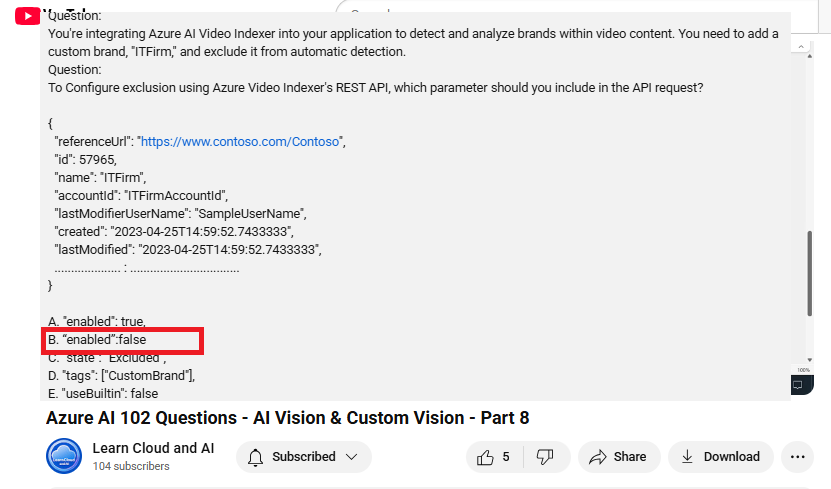 Question:
You're integrating Azure AI Video Indexer into your application to detect and analyze brands within video content. You need to add a
custom brand, "ITFirm," and exclude it from automatic detection.
Question:
To Configure exclusion using Azure Video Indexer's REST API, which parameter should you include in the API request?
{
"referenceUrl": "https://www.contoso.com/Contoso",
"id": 57965,
"name": "ITFirm",
"accountId": "ITFirmAccountId",
"lastModifierUserName": "SampleUserName",
"created": "2023-04-25T14:59:52.7433333",
"lastModified": "2023-04-25T14:59:52.7433333",
.................... : .................................
}
A. "enabled": true,
B. “enabled”:false
C. "state": "Excluded",
D. "tags": ["CustomBrand"],
E. "useBuiltin": false
100%
Azure AI 102 Questions - AI Vision & Custom Vision - Part 8
Learn Cloud and AI
104 subscribers
Subscribed
5
Share
Download